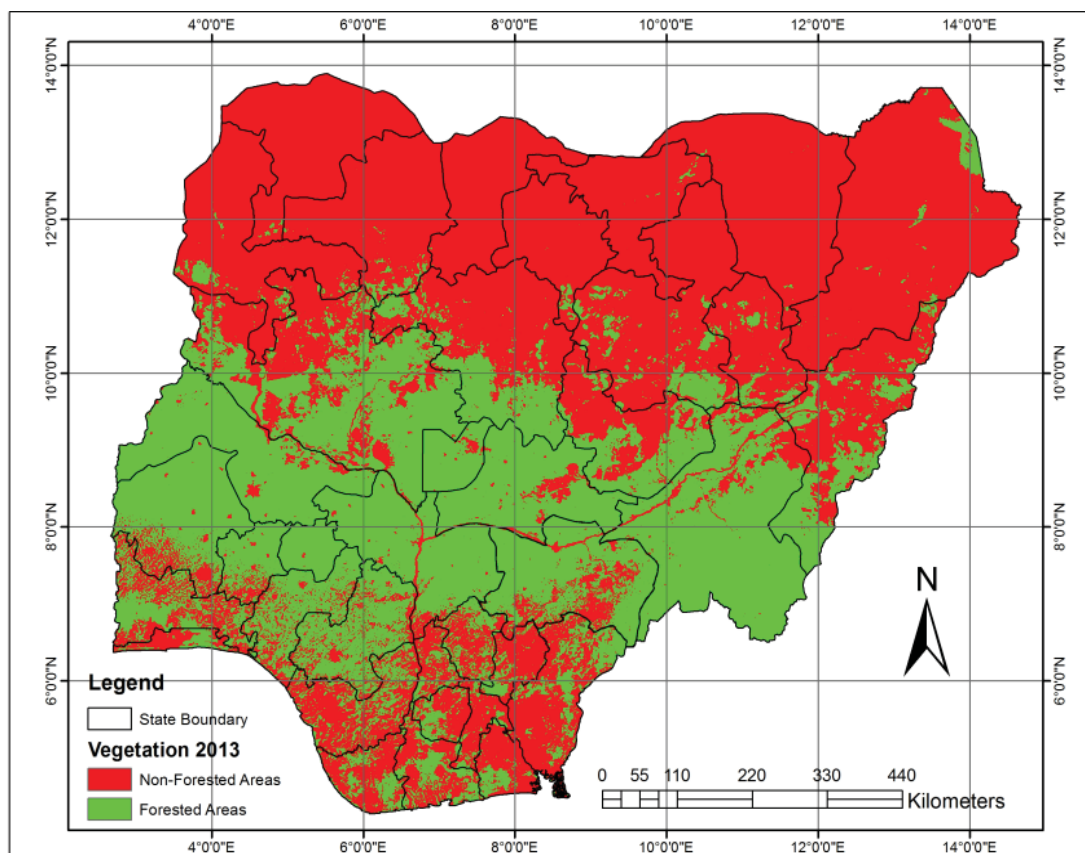 4°0'0"E 6°0'0"E 8°0'0"E 10°0'0"E 12°0'0"E 14°0'0"E
14°0'0"N 14°0'0"N
12°0'0"N 12°0'0"N
10°0'0"N 10°0'0"N
8°0'0"N 8°0'0"N
N
6°0'0"N 6°0'0"N
Legend
State Boundary
Vegetation 2013
Non-Forested Areas
Forested Areas
0 55 110 220 330 440
Kilometers
4°0'0"E 6°0'0"E 8°0'0"E 10°0'0"E 12°0'0"E 14°0'0"E